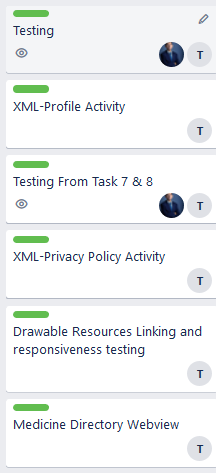 Testing
T
XML-Profile Activity
T
Testing From Task 7 & 8
T
XML-Privacy Policy Activity
T
Drawable Resources Linking and
responsiveness testing
T
Medicine Directory Webview
T